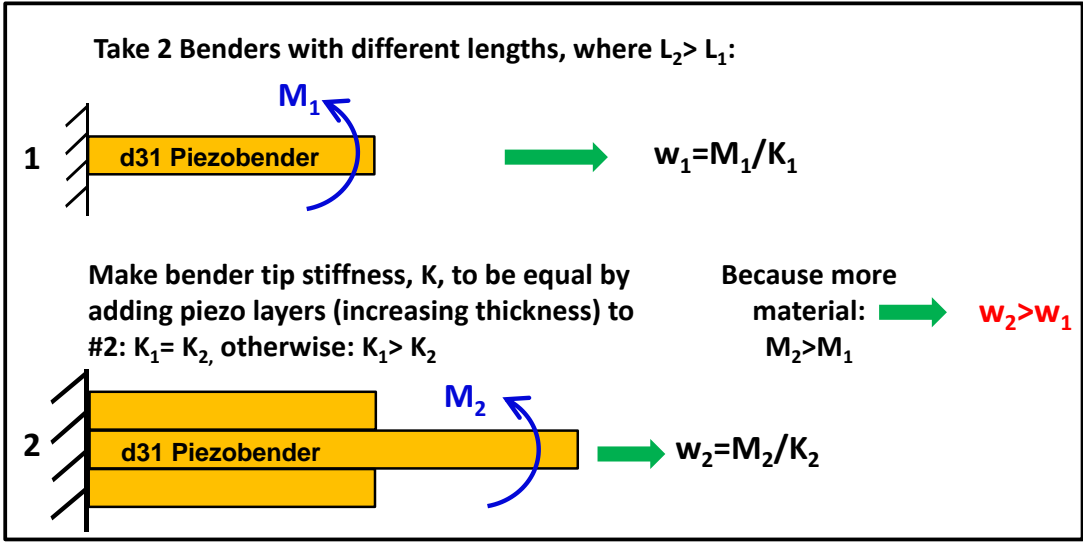 Take 2 Benders with different lengths, where L₂> L₁:
M₁
1
d31 Piezobender
w₁=M₁/K₁
Make bender tip stiffness, K, to be equal by
adding piezo layers (increasing thickness) to
#2: K₁= K₂, otherwise: K₁> K₂
Because more
material:
M₂>M₁
w₂>w₁
M₂
2
d31 Piezobender
w₂=M₂/K₂